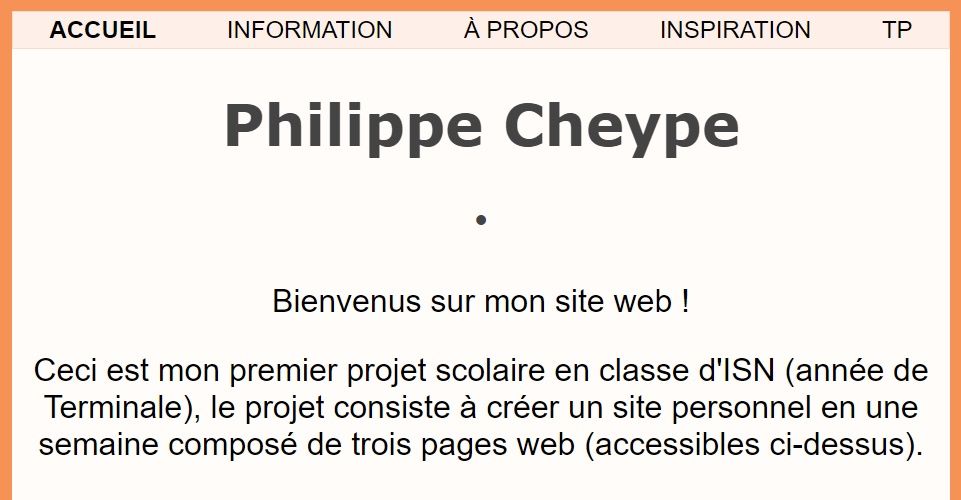 ACCUEIL INFORMATION À PROPOS INSPIRATION TP
Philippe Cheype
•
Bienvenus sur mon site web !
Ceci est mon premier projet scolaire en classe d'ISN (année de
Terminale), le projet consiste à créer un site personnel en une
semaine composé de trois pages web (accessibles ci-dessus).